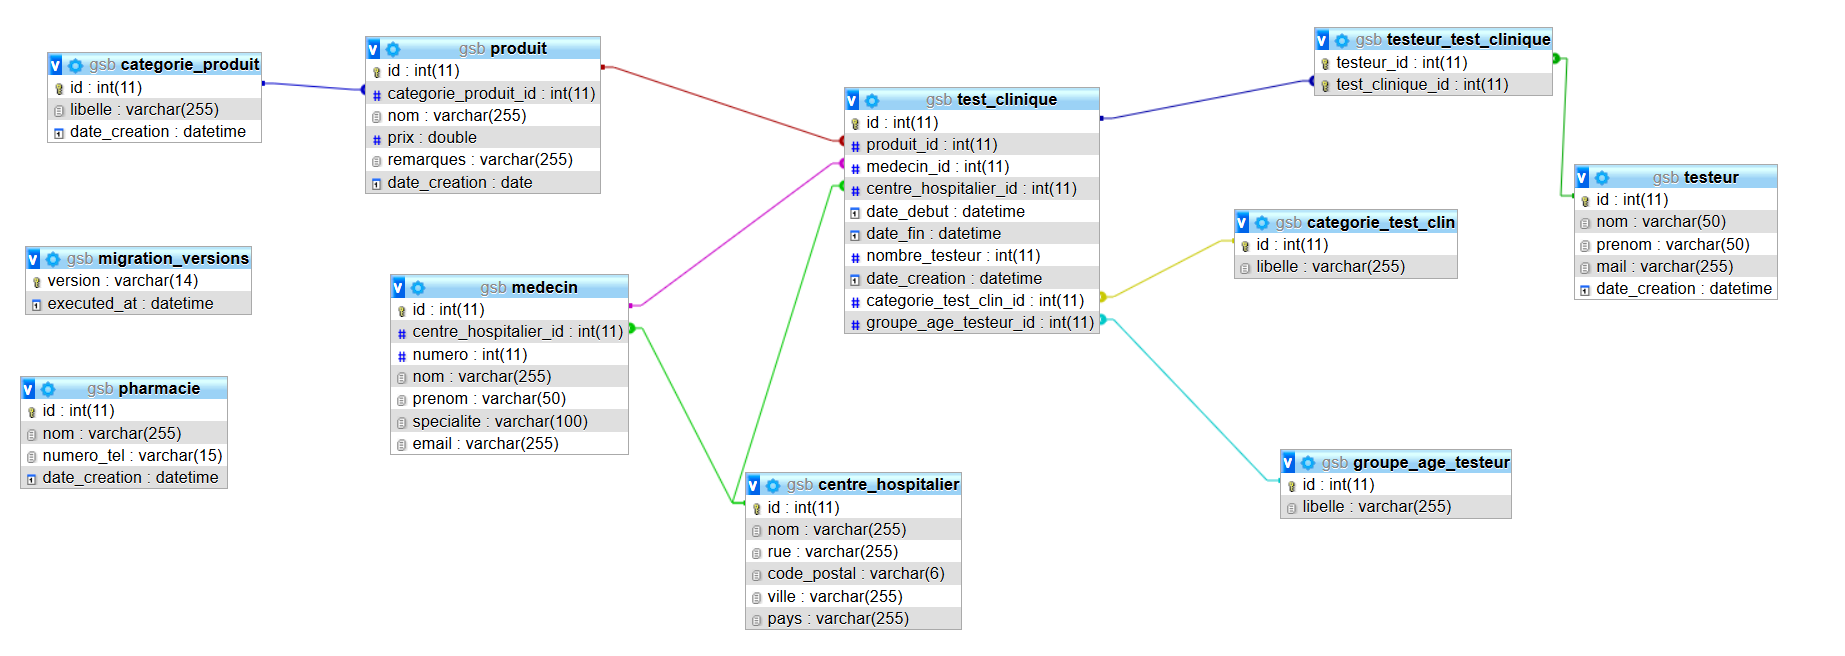 gsb categorie_produit
id : int(11)
libelle : varchar(255)
date_creation : datetime
gsb produit
id : int(11)
categorie_produit_id : int(11)
nom : varchar(255)
prix : double
remarques : varchar(255)
date_creation : date
gsb test_clinique
id : int(11)
produit_id : int(11)
medecin_id : int(11)
centre_hospitalier_id : int(11)
date_debut : datetime
date_fin : datetime
nombre_testeur : int(11)
date_creation : datetime
categorie_test_clin_id : int(11)
groupe_age_testeur_id : int(11)
gsb testeur_test_clinique
testeur_id : int(11)
test_clinique_id : int(11)
gsb testeur
id : int(11)
nom : varchar(50)
prenom : varchar(50)
mail : varchar(255)
date_creation : datetime
gsb categorie_test_clin
id : int(11)
libelle : varchar(255)
gsb migration_versions
version : varchar(14)
executed_at : datetime
gsb medecin
id : int(11)
centre_hospitalier_id : int(11)
numero : int(11)
nom : varchar(255)
prenom : varchar(50)
specialite : varchar(100)
email : varchar(255)
gsb pharmacie
id : int(11)
nom : varchar(255)
numero_tel : varchar(15)
date_creation : datetime
gsb centre_hospitalier
id : int(11)
nom : varchar(255)
rue : varchar(255)
code_postal : varchar(6)
ville : varchar(255)
pays : varchar(255)
gsb groupe_age_testeur
id : int(11)
libelle : varchar(255)